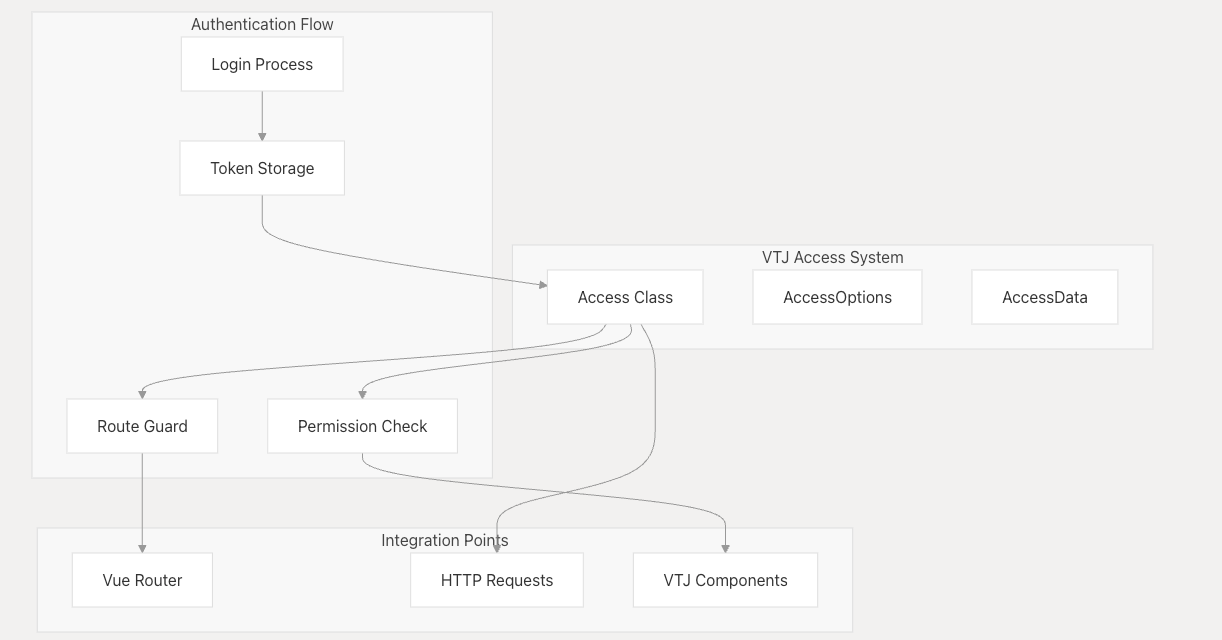 Authentication Flow
Login Process
Token Storage
VTJ Access System
Access Class
AccessOptions
AccessData
Route Guard
Permission Check
Integration Points
Vue Router
HTTP Requests
VTJ Components